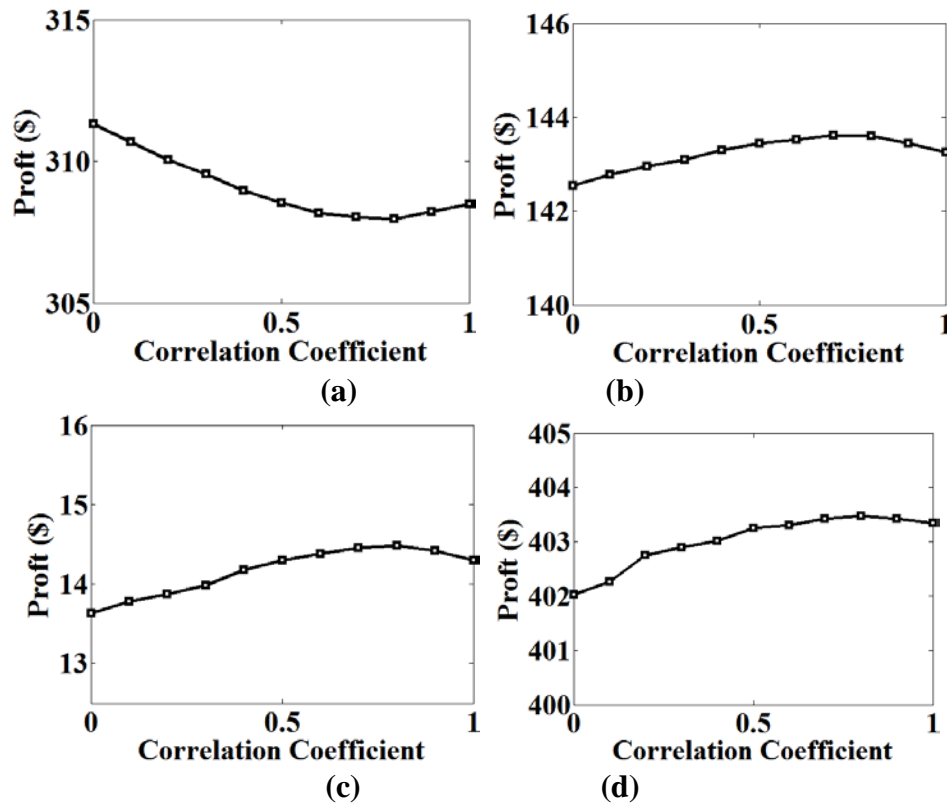 315
310
305
Proft ($)
0
0.5
1
Correlation Coefficient
(a)
146
144
142
140
Proft ($)
0
0.5
1
Correlation Coefficient
(b)
16
15
14
13
Proft ($)
0
0.5
1
Correlation Coefficient
(c)
405
404
403
402
401
400
Proft ($)
0
0.5
1
Correlation Coefficient
(d)